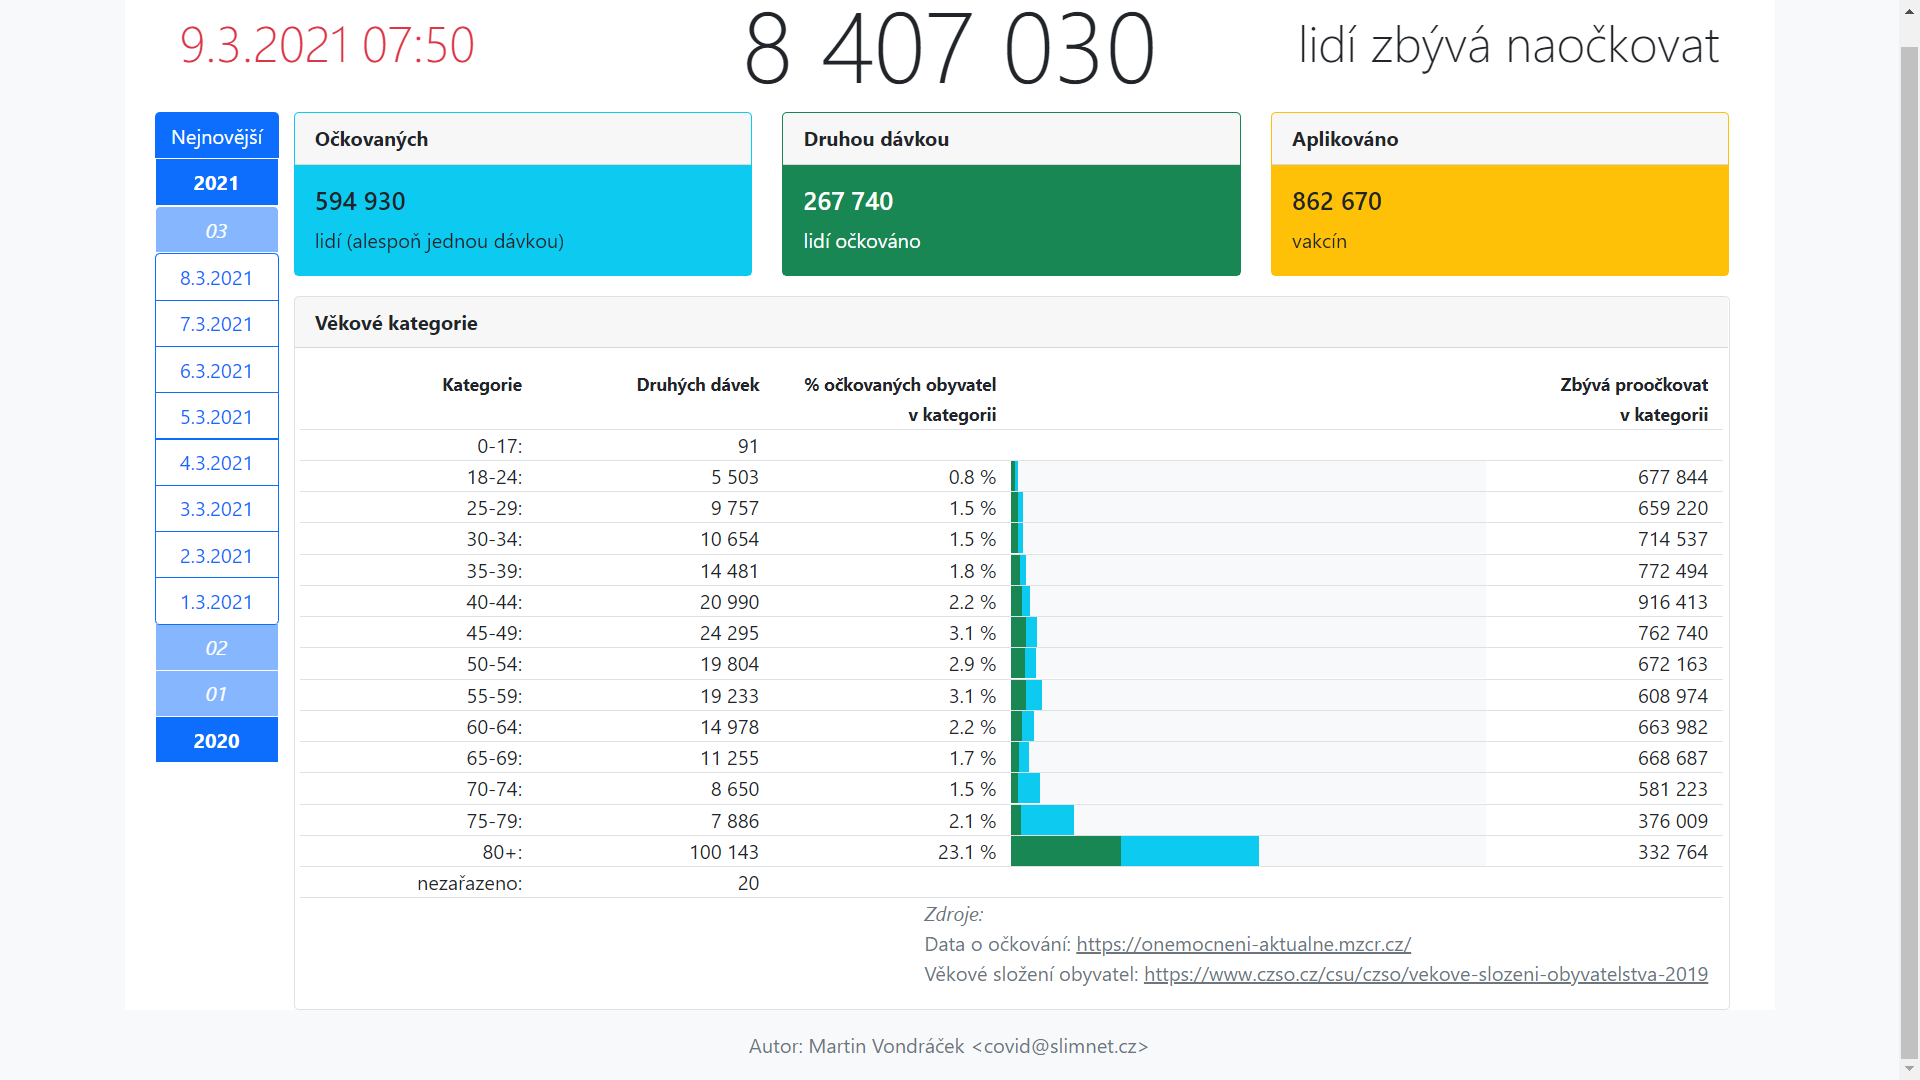 9.3.2021 07:50
8 407 030
lidí zbývá naočkovat
Nejnovější
2021
03
8.3.2021
7.3.2021
6.3.2021
5.3.2021
4.3.2021
3.3.2021
2.3.2021
1.3.2021
02
01
2020
Očkovaných
594 930
lidí (alespoň jednou dávkou)
Druhou dávkou
267 740
lidí očkováno
Aplikováno
862 670
vakcín
Věkové kategorie
Kategorie Druhých dávek % očkovaných obyvatel Zbývá proočkovat
v kategorii v kategorii
0-17: 91
18-24: 5 503 0.8 % 677 844
25-29: 9 757 1.5 % 659 220
30-34: 10 654 1.5 % 714 537
35-39: 14 481 1.8 % 772 494
40-44: 20 990 2.2 % 916 413
45-49: 24 295 3.1 % 762 740
50-54: 19 804 2.9 % 672 163
55-59: 19 233 3.1 % 608 974
60-64: 14 978 2.2 % 663 982
65-69: 11 255 1.7 % 668 687
70-74: 8 650 1.5 % 581 223
75-79: 7 886 2.1 % 376 009
80+: 100 143 23.1 % 332 764
nezařazeno: 20
Zdroje:
Data o očkování: https://onemocneni-aktualne.mzcr.cz/
Věkové složení obyvatel: https://www.czso.cz/csu/czso/vekove-slozeni-obyvatelstva-2019
Autor: Martin Vondráček <covid@slimnet.cz>